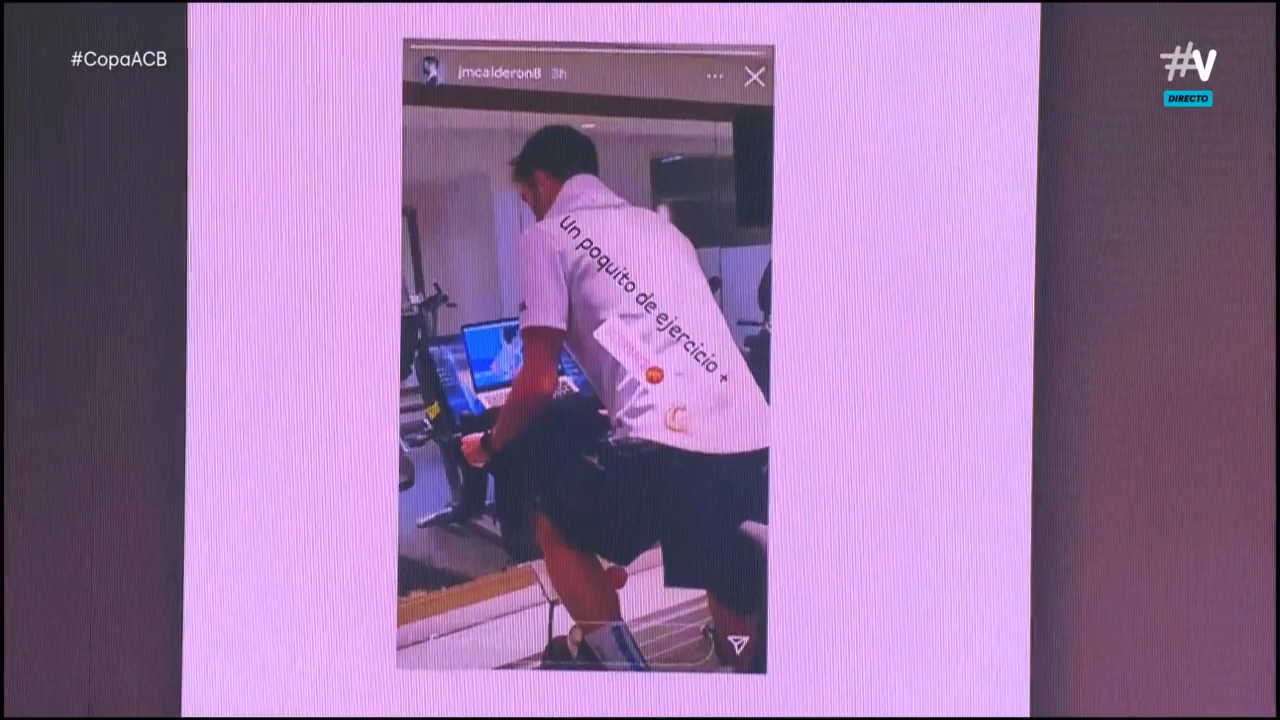 #CopaACB
#V
DIRECTO
jmcalderon8 3h
Un poquito de ejercicio +